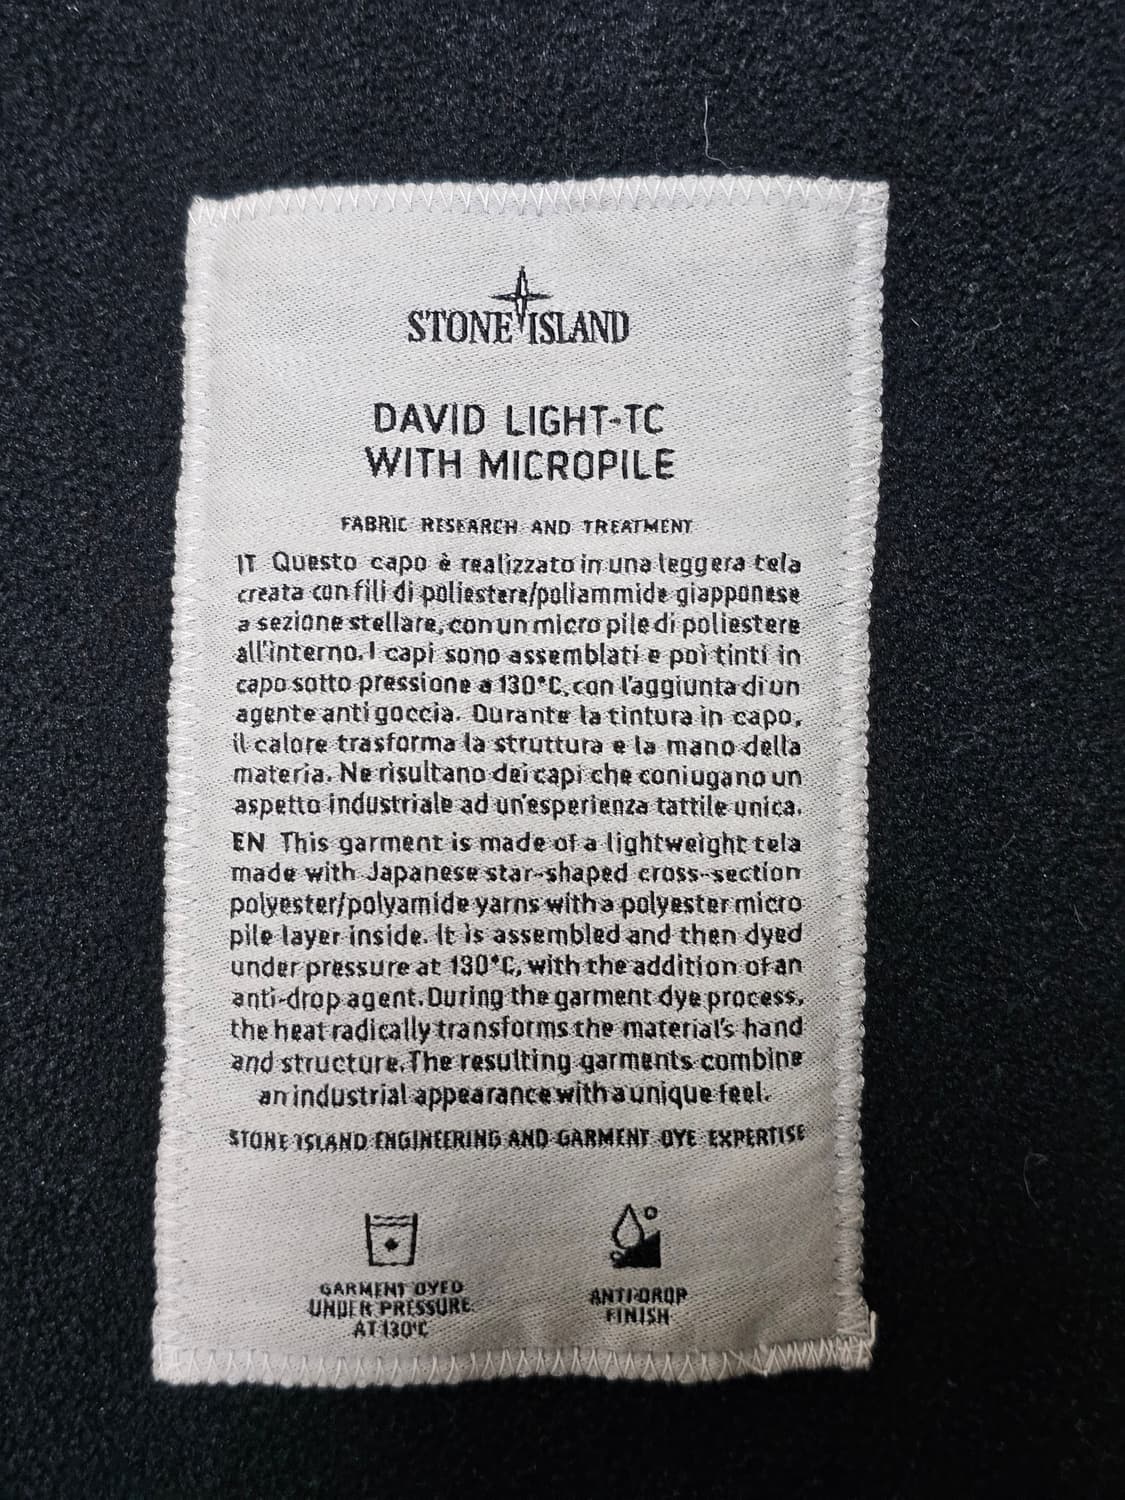 STONE ISLAND
DAVID LIGHT-TC
WITH MICROPILE
FABRIC RESEARCH AND TREATMENT
IT Questo capo è realizzato in una leggera tela
creata con fili di poliestere/poliammide giapponese
a sezione stellare, con un micro pile di poliestere
all'interno. I capi sono assemblati e poi tinti in
capo sotto pressione a 130°C, con l'aggiunta di un
agente anti goccia. Durante la tintura in capo,
il calore trasforma la struttura e la mano della
materia. Ne risultano dei capi che coniugano un
aspetto industriale ad un'esperienza tattile unica.
EN This garment is made of a lightweight tela
made with Japanese star-shaped cross-section
polyester/polyamide yarns with a polyester micro
pile layer inside. It is assembled and then dyed
under pressure at 130°C, with the addition of an
anti-drop agent. During the garment dye process,
the heat radically transforms the material's hand
and structure. The resulting garments combine
an industrial appearance with a unique feel.
STONE ISLAND ENGINEERING AND GARMENT DYE EXPERTISE
GARMENT DYED
UNDER PRESSURE
AT 130°C
ANTI-DROP
FINISH